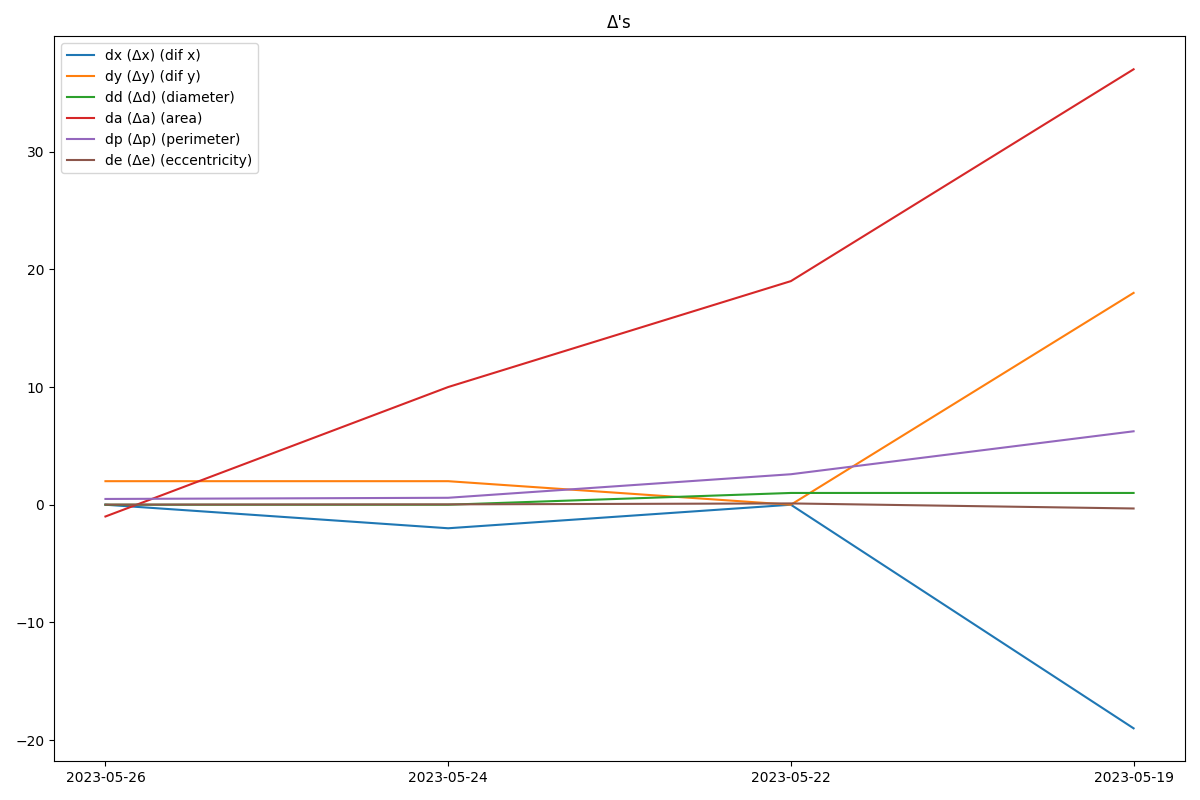 Δ's
dx (Δx) (dif x)
dy (Δy) (dif y)
dd (Δd) (diameter)
da (Δa) (area)
dp (Δp) (perimeter)
de (Δe) (eccentricity)
30
20
10
0
−10
−20
2023-05-26 2023-05-24 2023-05-22 2023-05-19